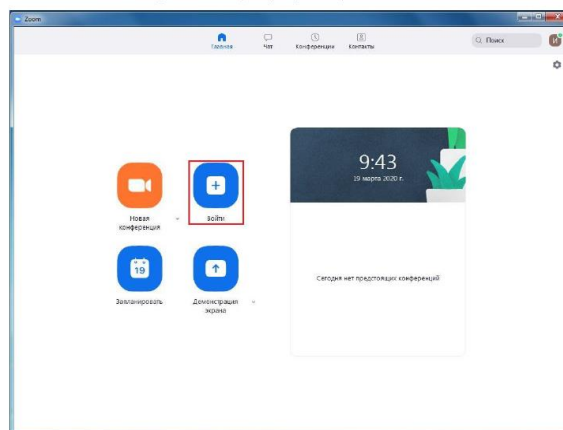 Zoom
Главная
Чат
Конференции
Контакты
Поиск
И
9:43
19 марта 2020 г.
Новая
конференция
Войти
19
Запланировать
Демонстрация
экрана
Сегодня нет предстоящих конференций